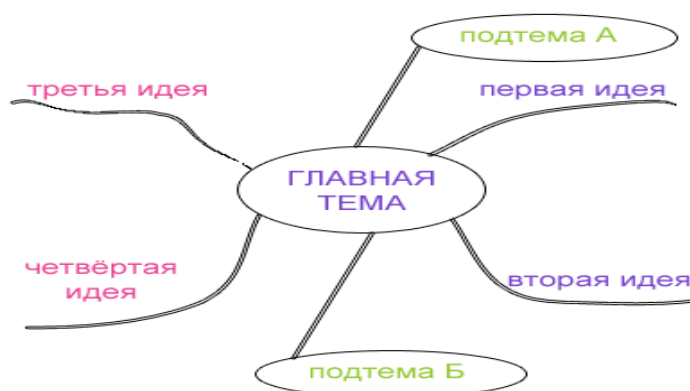 подтема А
третья идея
первая идея
ГЛАВНАЯ
ТЕМА
четвёртая
идея
вторая идея
подтема Б